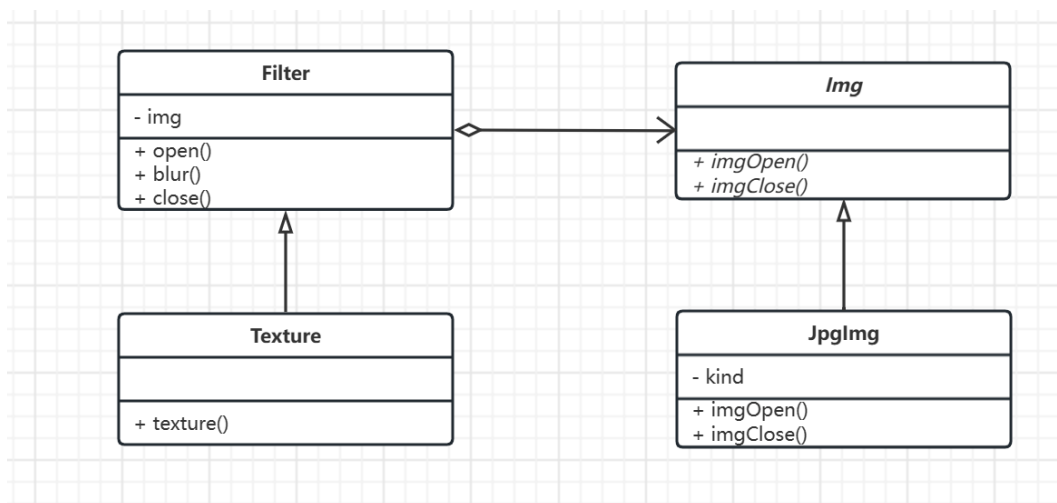 Filter
- img
+ open()
+ blur()
+ close()
Img
+ imgOpen()
+ imgClose()
Texture
+ texture()
JpgImg
- kind
+ imgOpen()
+ imgClose()